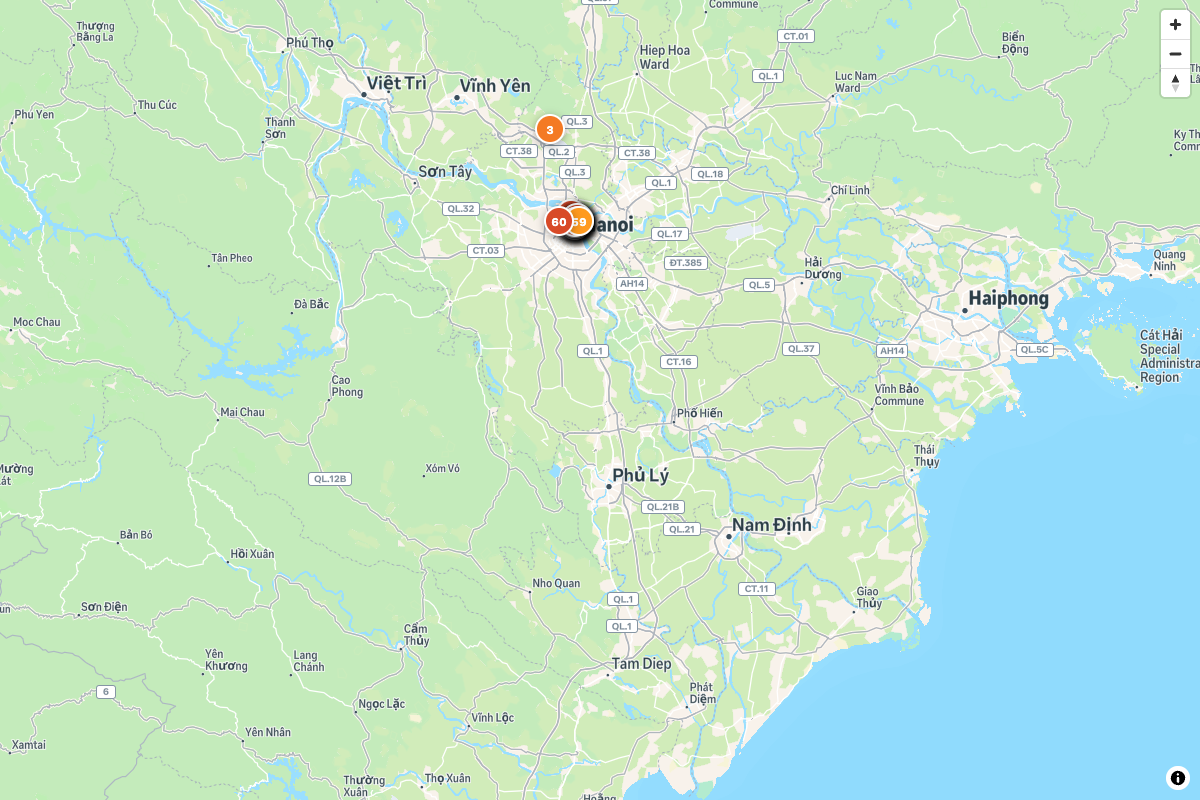 Thượng
Bằng La
Commune
CT.01
Biển
Động
Phú Thọ
Hiep Hoa
Ward
QL.1
Luc Nam
Ward
Việt Trì
Vĩnh Yên
Thu Cúc
Phu Yen
Thanh
Sơn
3
QL.3
CT.38
QL.2
CT.38
QL.3
QL.1
QL.18
Sơn Tây
Chí Linh
QL.32
60
59
anoi
QL.17
CT.03
ĐT.385
Tân Pheo
Hải
Dương
Quang
Ninh
AH14
QL.5
Haiphong
Đà Bắc
Moc Chau
QL.1
CT.16
QL.37
AH14
QL.5C
Cát Hải
Special
Administra
Region
Cao
Phong
Vĩnh Bảo
Commune
Mai Chau
Phố Hiến
Thái
Thụy
Mường
Xóm Vó
QL.12B
Phủ Lý
QL.21B
QL.21
Nam Định
Bản Bó
Hồi Xuân
Nho Quan
CT.11
QL.1
Giao
Thủy
Sơn Điện
QL.1
Cẩm
Thủy
Yên
Khương
Lang
Chánh
Tam Diep
Phát
Diệm
6
Ngọc Lặc
Vĩnh Lộc
Yên Nhân
Xamtai
Thường
Xuân
Thọ Xuân